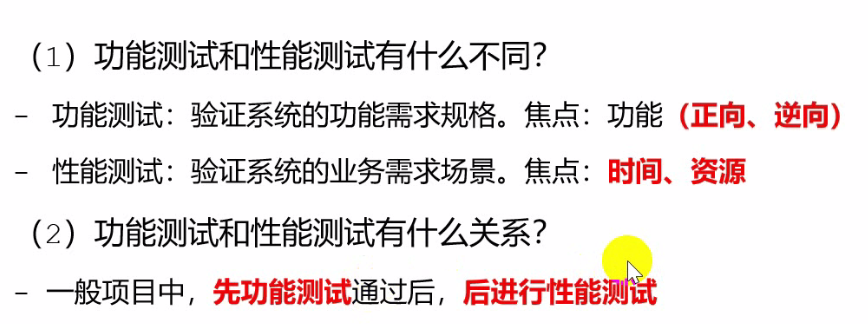 （1）功能测试和性能测试有什么不同？
– 功能测试：验证系统的功能需求规格。焦点：功能（正向、逆向）
– 性能测试：验证系统的业务需求场景。焦点：时间、资源
（2）功能测试和性能测试有什么关系？
– 一般项目中，先功能测试通过后，后进行性能测试